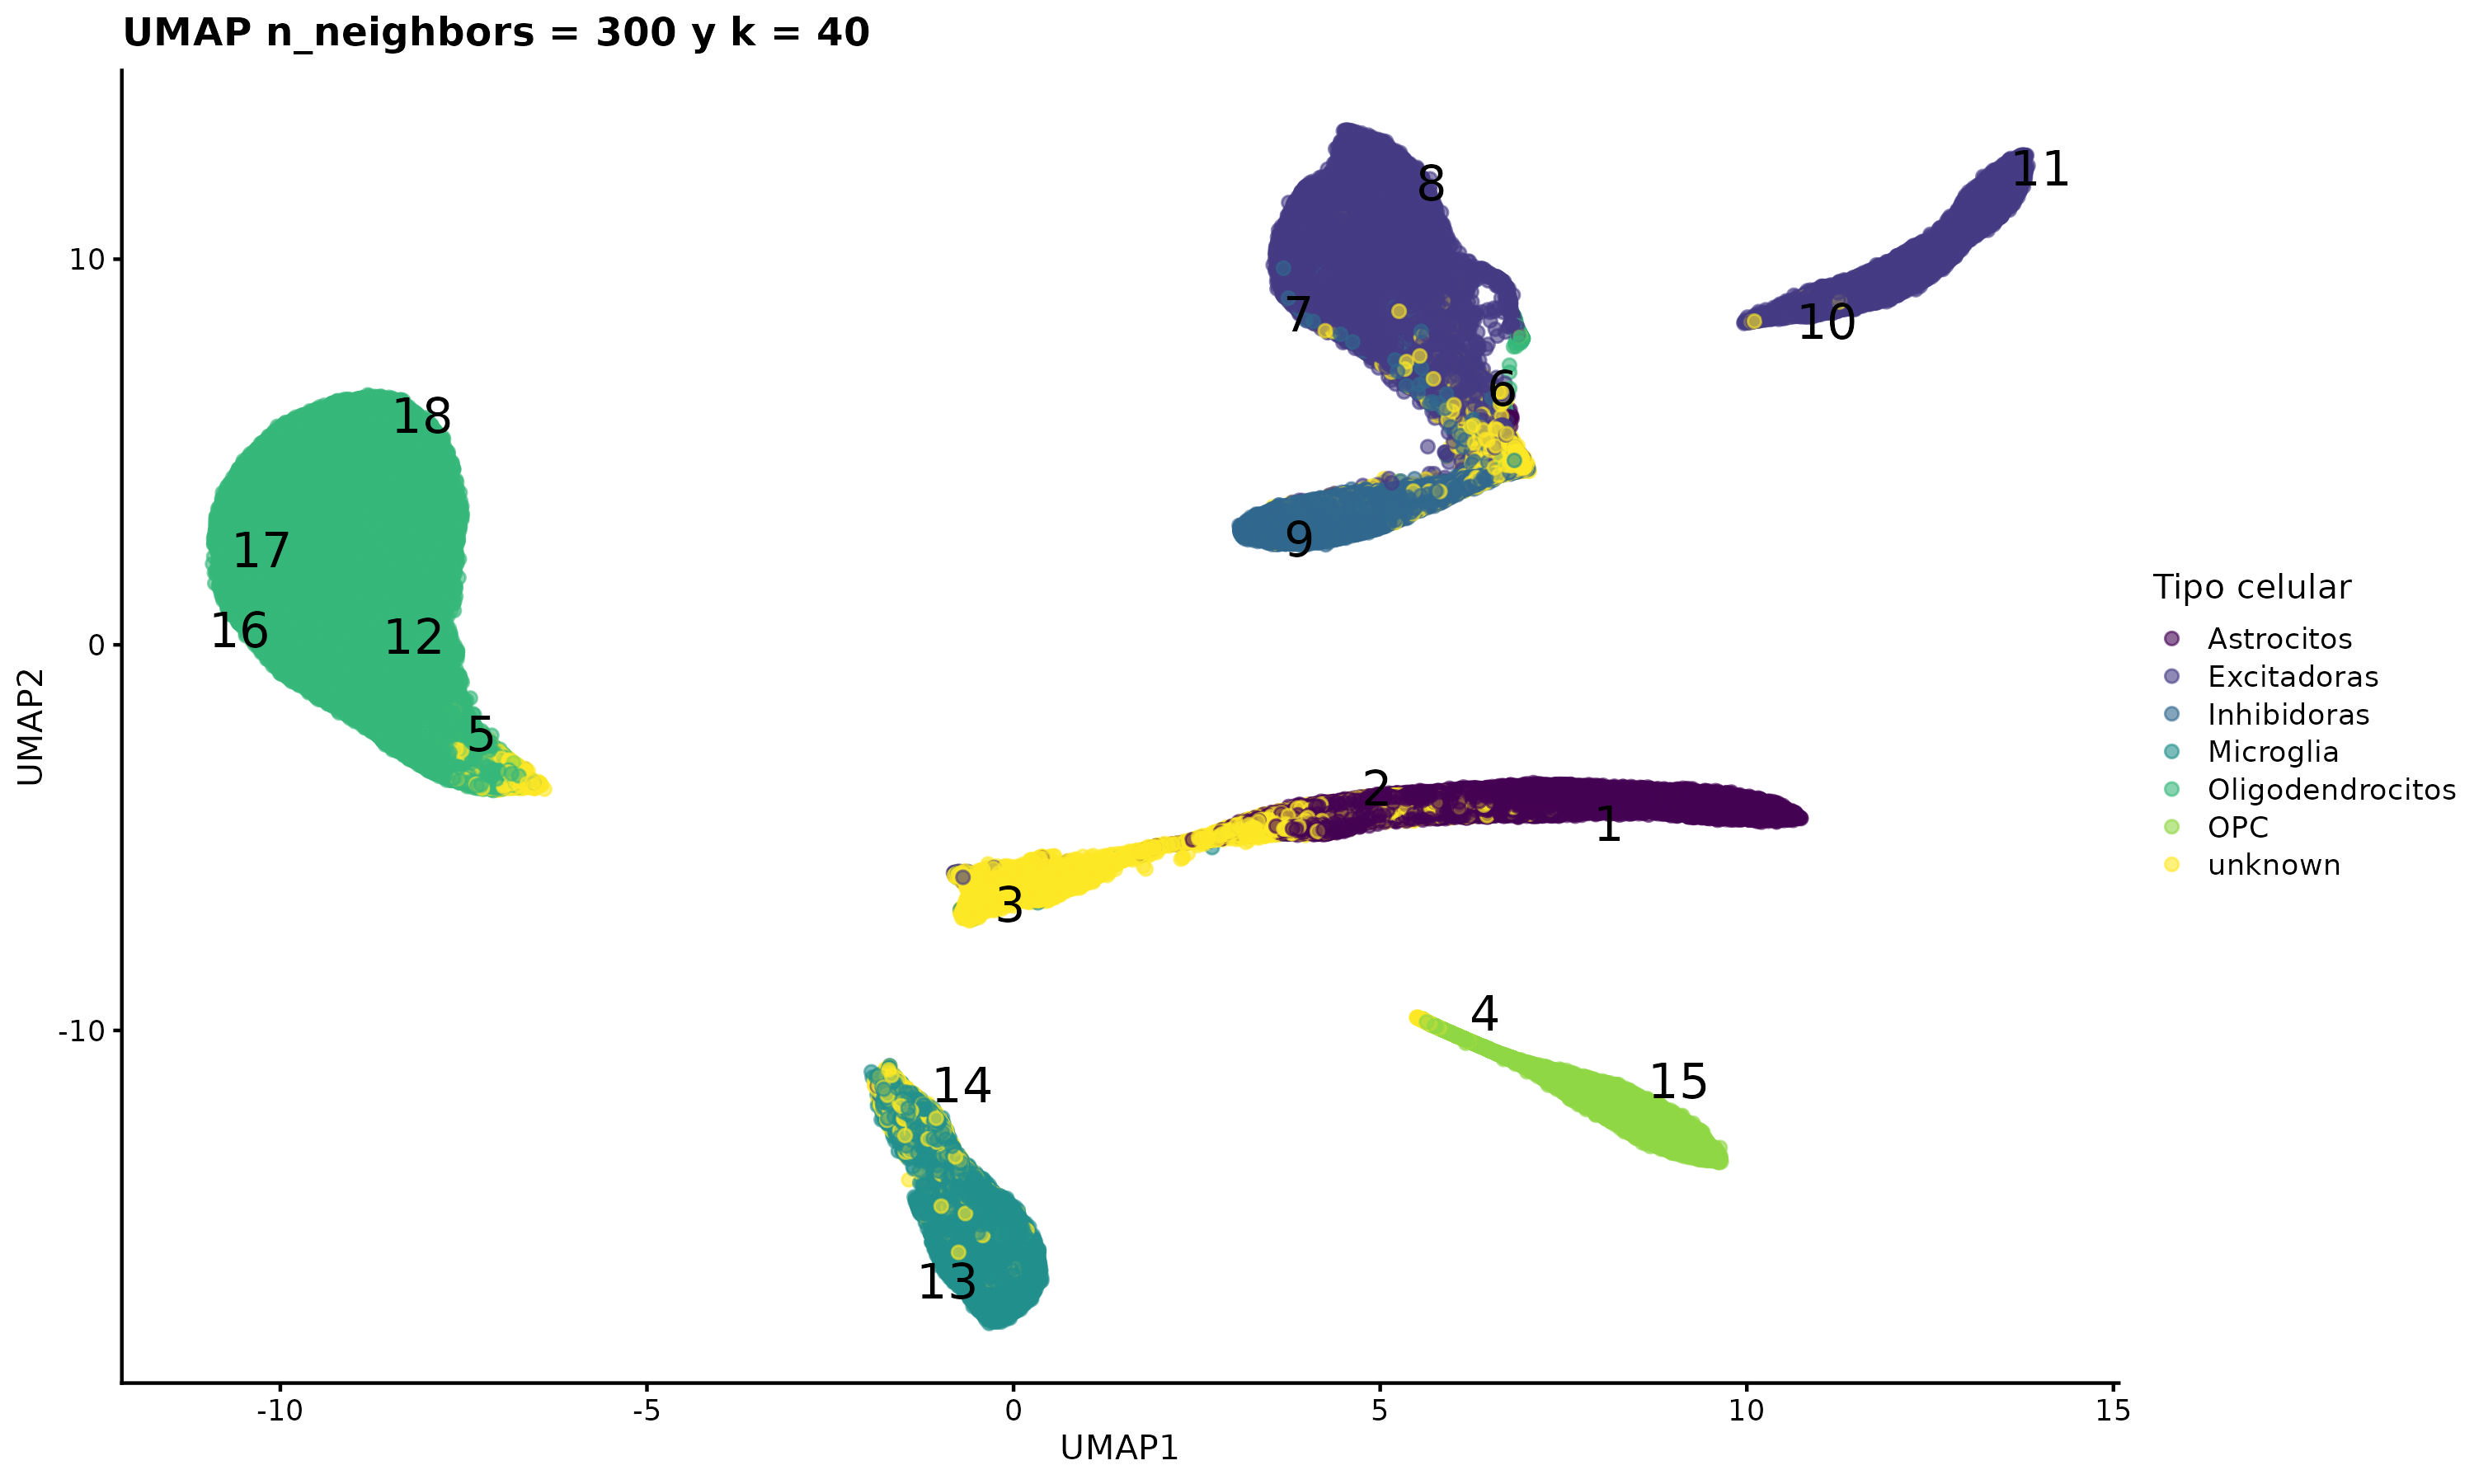 UMAP n_neighbors = 300 y k = 40
UMAP2
10
0
-10
8
11
7
10
6
18
9
17
16
12
5
2
1
3
4
14
15
13
-10
-5
0
5
10
15
UMAP1
Tipo celular
Astrocitos
Excitadoras
Inhibidoras
Microglia
Oligodendrocitos
OPC
unknown